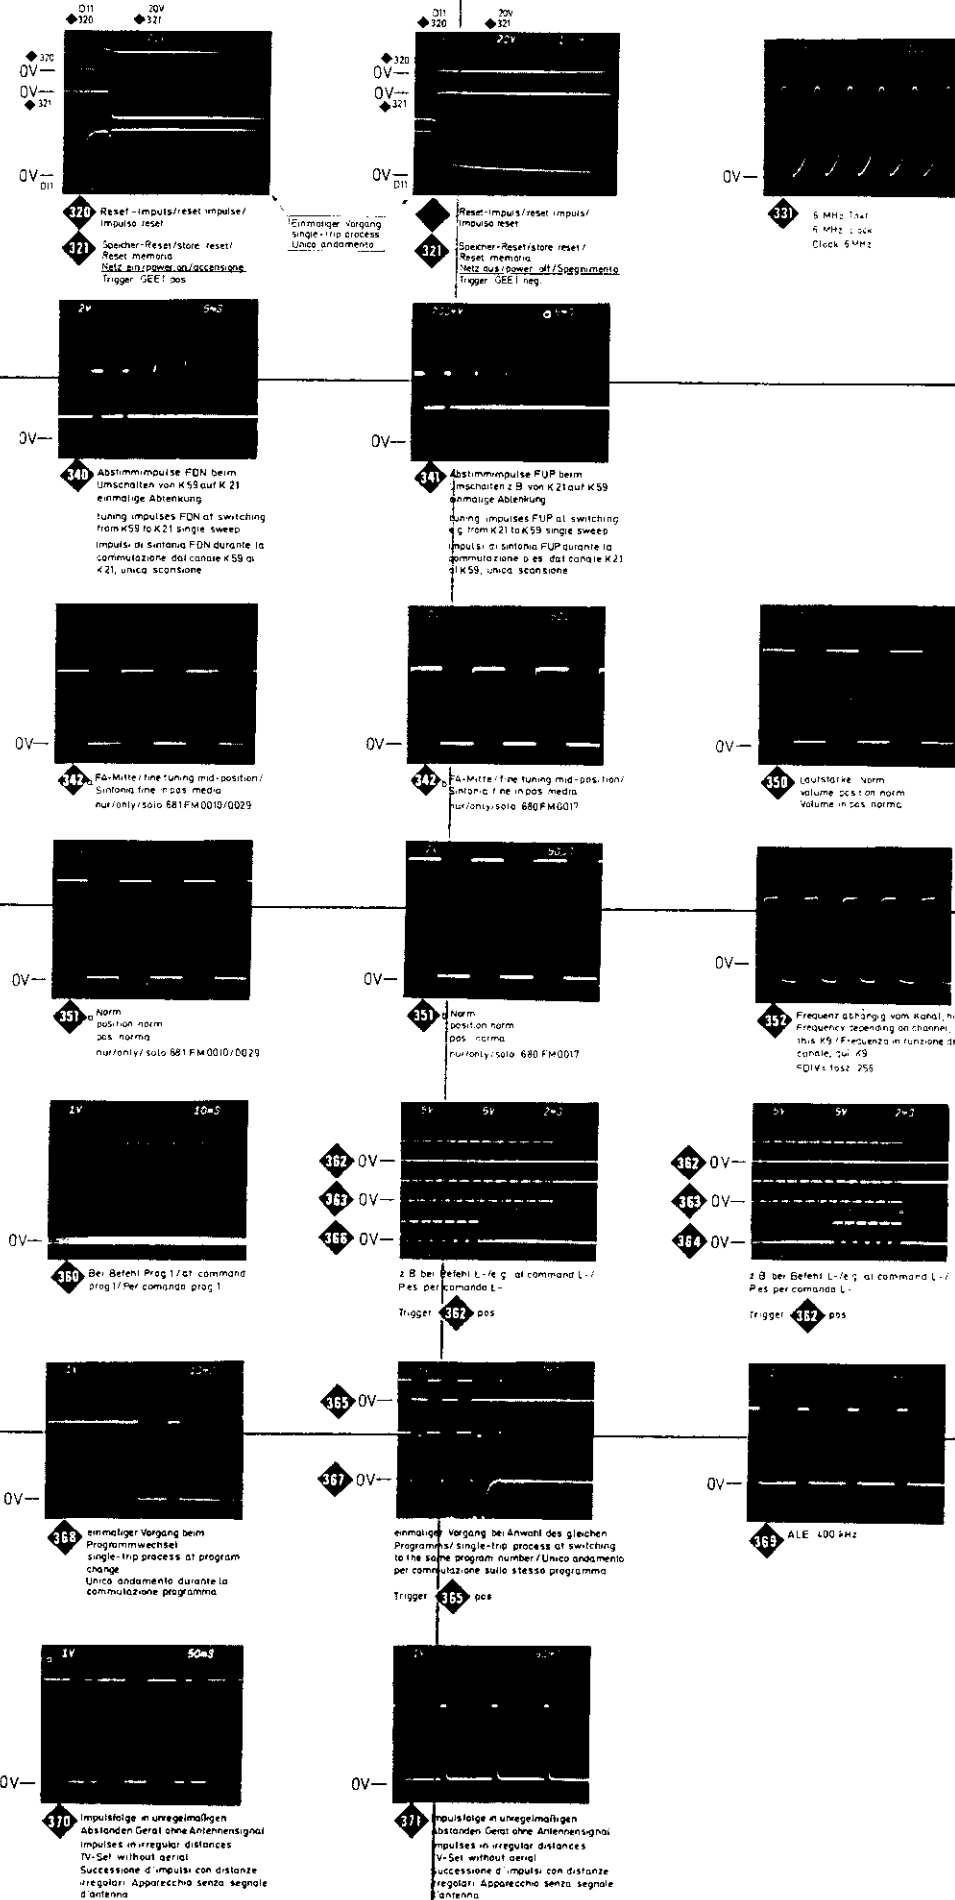 D11 20V
320 321
320
0V
0V
321
0V
D11
320 Reset-Impuls/reset impulse/
Impulso reset
321 Speicher-Reset/store reset/
Reset memoria
Netz ein/power on/accensione
Trigger GEE1 pos
Einmaliger Vorgang
single-trip process
Unico andamento
D11 20V
320 321
20V
320
0V
0V
321
0V
D11
Reset-Impuls/reset impuls/
Impulso reset
321 Speicher-Reset/store reset/
Reset memoria
Netz aus/power off/Spegnimento
Trigger GEE1 neg.
0V
331 6 MHz Takt
6 MHz clock
Clock 6MHz
2V 5mS
0V
340 Abstimmimpulse FDN beim
Umschalten von K59 auf K 21
einmalige Ablenkung
tuning impulses FDN at switching
from K59 to K21 single sweep
Impulsi di sintonia FDN durante la
commutazione dal canale K59 al
K21, unica scansione
200mV 5mS
0V
341 Abstimmimpulse FUP beim
Umschalten z B von K 21 auf K 59
einmalige Ablenkung
tuning impulses FUP at switching
e g from K21 to K59 single sweep
Impulsi di sintonia FUP durante la
commutazione p es dal canale K21
al K59, unica scansione
0V
342 a FA-Mitte/fine tuning mid-position/
Sintonia fine in pos media
nur/only/solo 681 FM 0010/0029
0V
342 b FA-Mitte/fine tuning mid-position/
Sintonia fine in pos media
nur/only/solo 680 FM0017
0V
350 Lautstärke Norm
volume position norm
Volume in pos norma
0V
351 a Norm
position norm
pos norma
nur/only/solo 681 FM 0010/0029
0V
351 b Norm
position norm
pos norma
nur/only/solo 680 FM0017
0V
352 Frequenz abhängig vom Kanal,
Frequency depending on channel,
this K9 / Frequenza in funzione
canale, qui K9
1V 10mS
0V
360 Bei Befehl Prog 1/at command
prog 1/Per comando prog 1
5V 5V 2mS
362 0V
363 0V
366 0V
z B bei Befehl L-/e g at command L-/
P es per comando L-
Trigger 362 pos
5V 5V 2mS
362 0V
363 0V
364 0V
z B bei Befehl L-/e g at command L-/
P es per comando L-
Trigger 362 pos
0V
368 einmaliger Vorgang beim
Programmwechsel
single-trip process at program
change
Unico andamento durante la
commutazione programma
365 0V
367 0V
einmaliger Vorgang bei Anwahl des gleichen
Programms/single-trip process at switching
to the same program number/Unico andamento
per commutazione sullo stesso programma
Trigger 365 pos
0V
369 ALE 400 kHz
1V 50mS
0V
370 Impulsfolge in unregelmäßigen
Abständen Gerät ohne Antennensignal
Impulses in irregular distances
TV-Set without aerial
Successione d'impulsi con distanze
irregolari Apparecchio senza segnale
d'antenna
0V
371 Impulsfolge in unregelmäßigen
Abständen Gerät ohne Antennensignal
Impulses in irregular distances
TV-Set without aerial
Successione d'impulsi con distanze
irregolari Apparecchio senza segnale
d'antenna